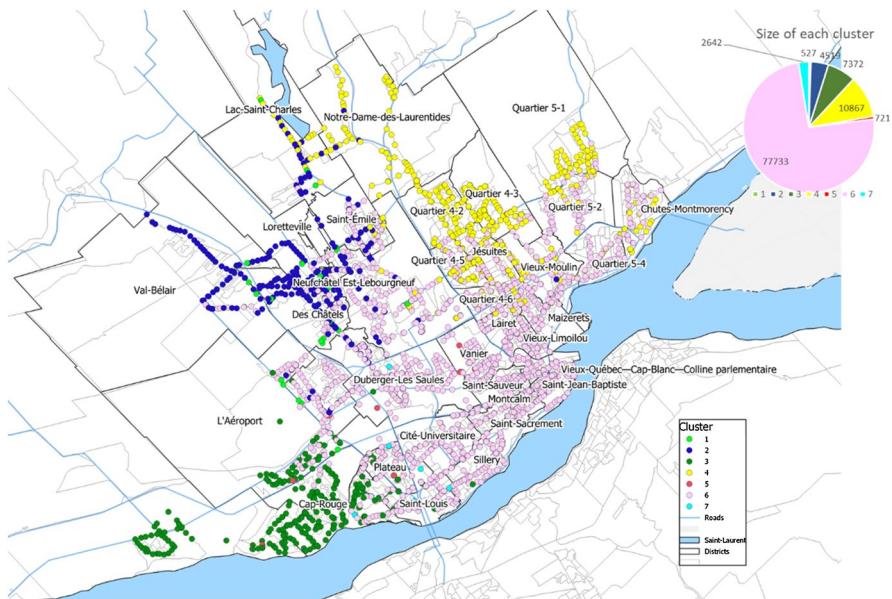 Size of each cluster
2642
527
4519
7372
10867
721
77733
1 2 3 4 5 6 7
Lac-Saint-Charles
Notre-Dame-des-Laurentides
Quartier 5-1
Quartier 4-3
Quartier 4-2
Quartier 5-2
Chutes-Montmorency
Saint-Émile
Loretteville
Jésuites
Quartier 4-5
Quartier 5-4
Vieux-Moulin
Val-Bélair
Neufchâtel Est-Lebourgneuf
Quartier 4-6
Des Châtels
Maizerets
Lairet
Vieux-Limoilou
Vanier
Vieux-Québec—Cap-Blanc—Colline parlementaire
Duberger-Les Saules
Saint-Sauveur
Saint-Jean-Baptiste
Montcalm
L'Aéroport
Saint-Sacrement
Cité-Universitaire
Sillery
Plateau
Cap-Rouge
Saint-Louis
Cluster
1
2
3
4
5
6
7
Roads
Saint-Laurent
Districts